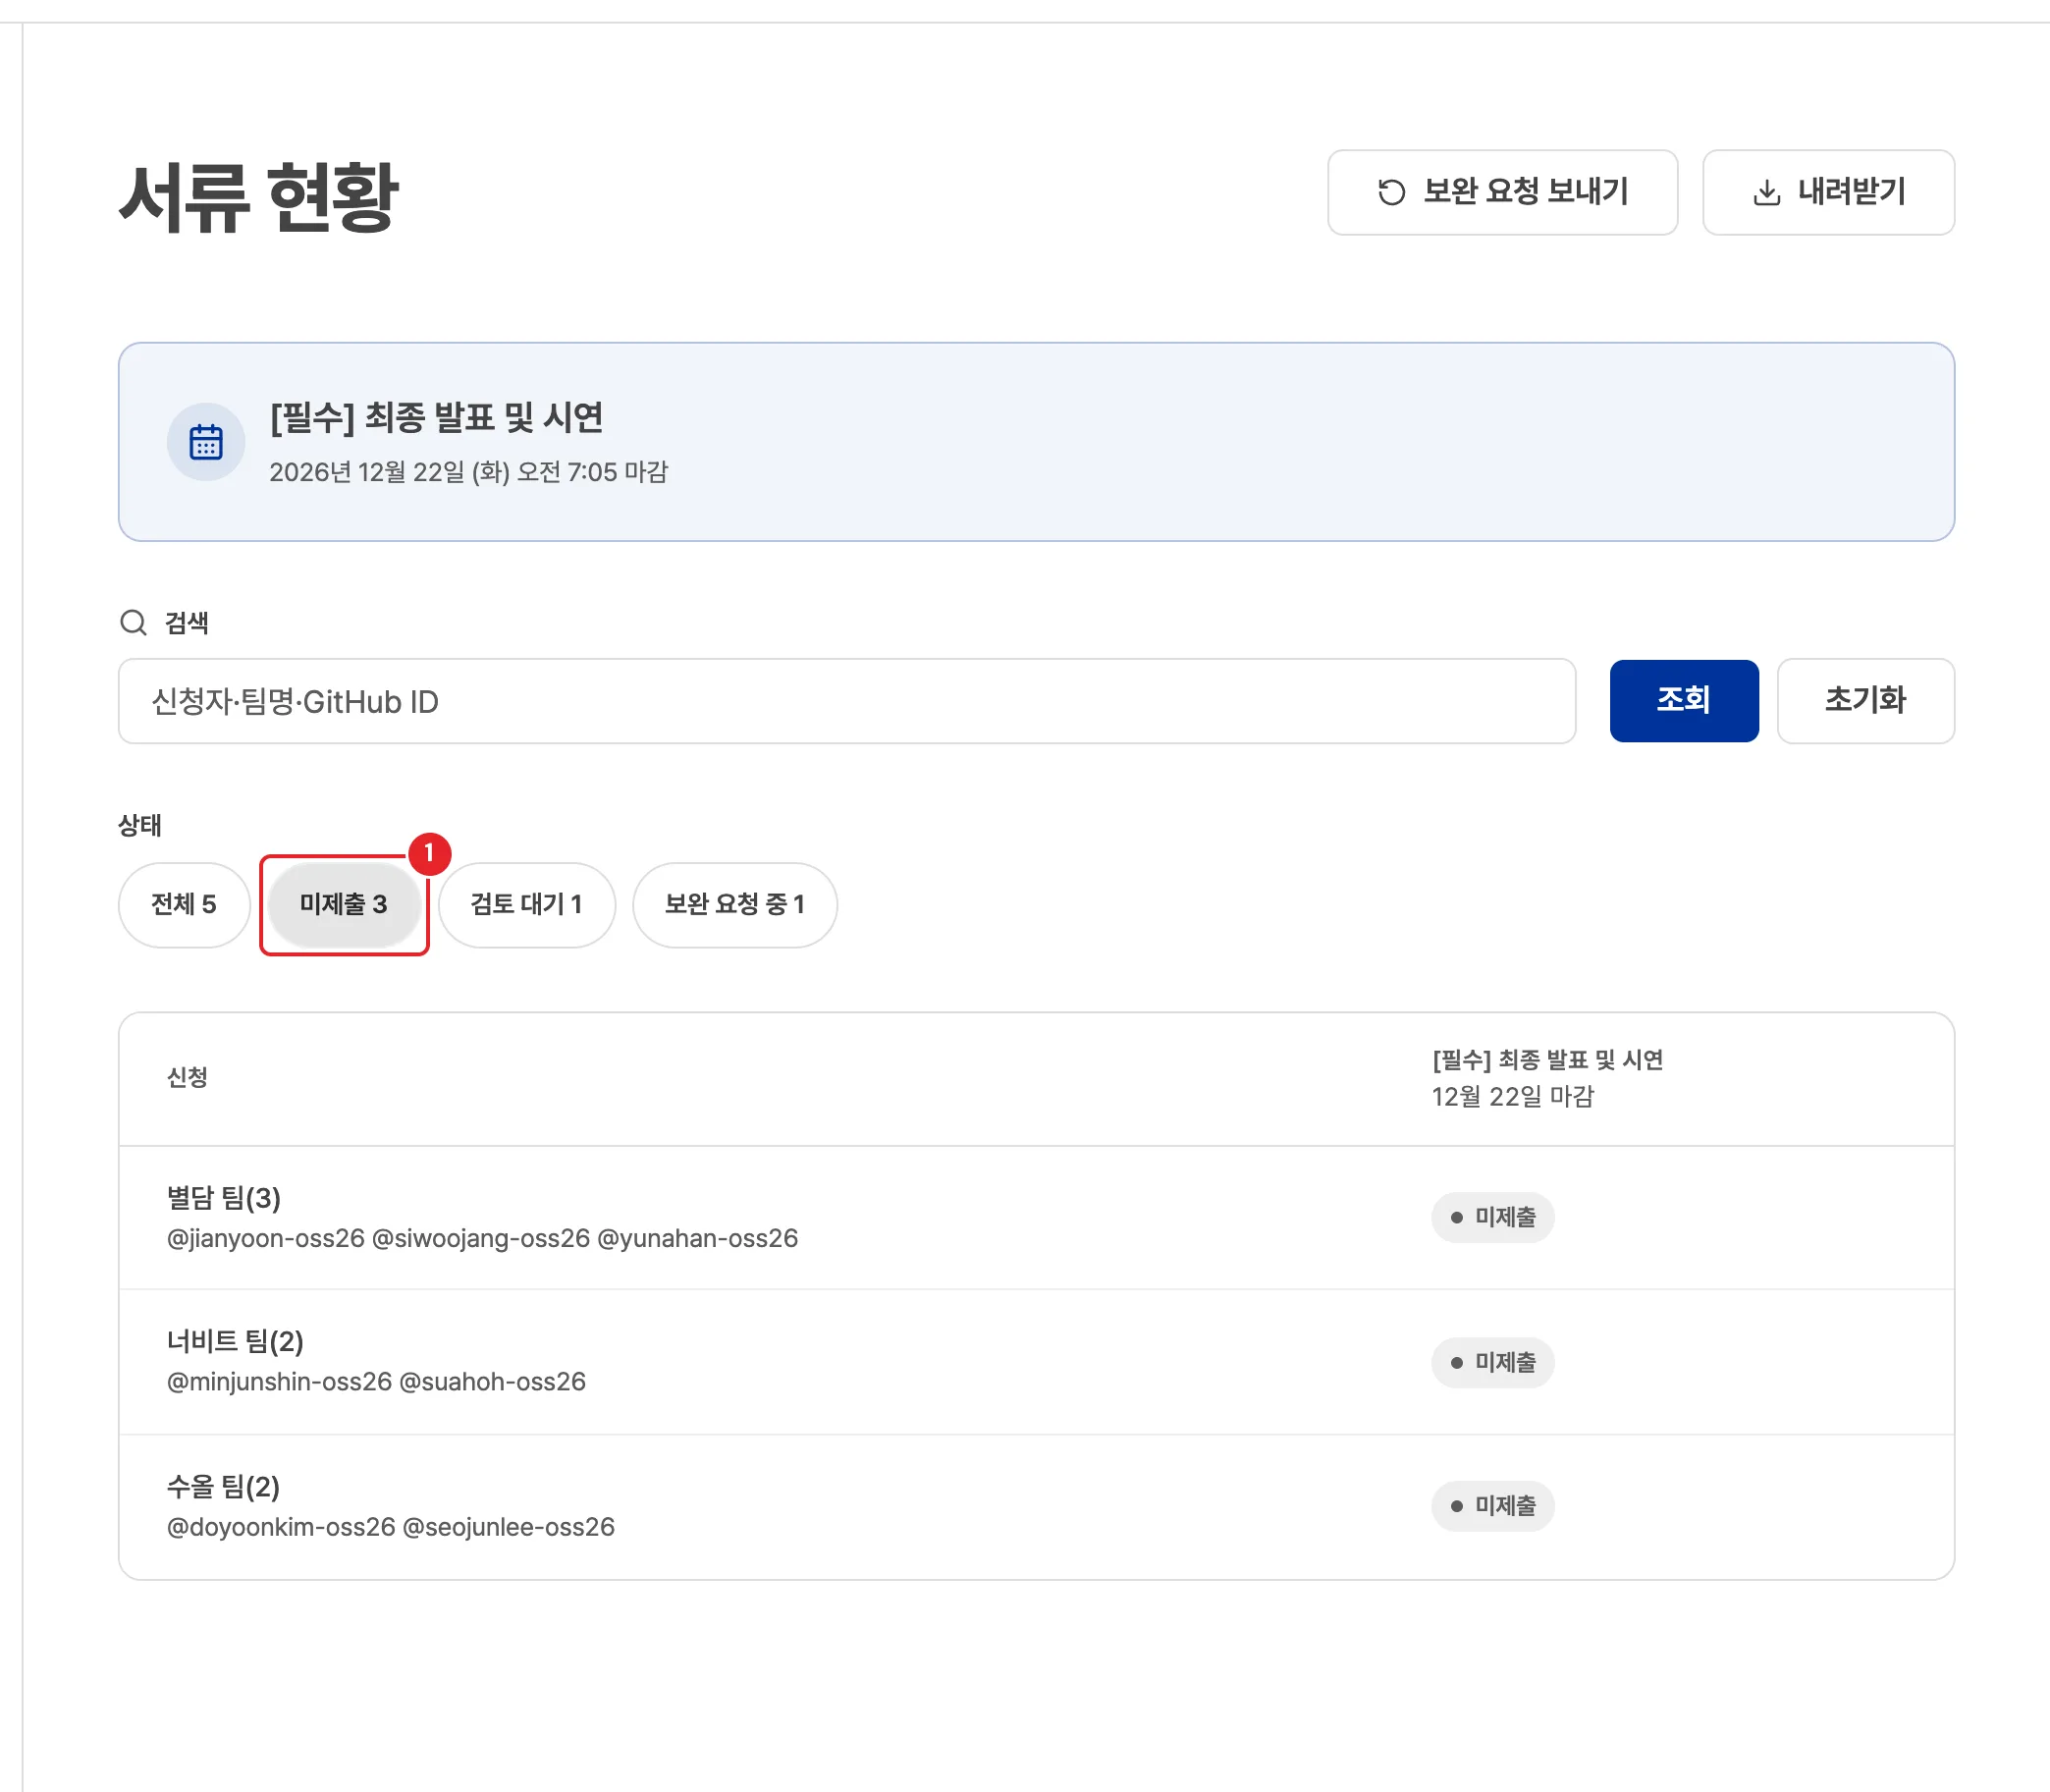 서류 현황
보완 요청 보내기
내려받기
[필수] 최종 발표 및 시연
2026년 12월 22일 (화) 오전 7:05 마감
검색
신청자·팀명·GitHub ID
조회
초기화
상태
전체 5
미제출 3
1
검토 대기 1
보완 요청 중 1
신청
[필수] 최종 발표 및 시연
12월 22일 마감
별담 팀(3)
@jianyoon-oss26 @siwoojang-oss26 @yunahan-oss26
미제출
너비트 팀(2)
@minjunshin-oss26 @suahoh-oss26
미제출
수올 팀(2)
@doyoonkim-oss26 @seojunlee-oss26
미제출